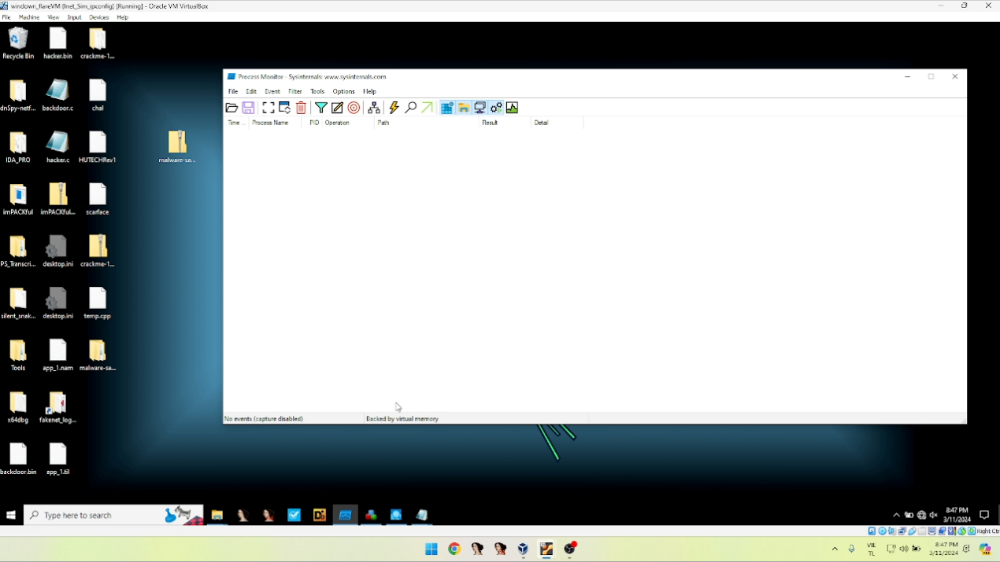 windown_flareVM (Inet_Sim_ipconfig) [Running] - Oracle VM VirtualBox
File Machine View Input Devices Help
Recycle Bin hacker.bin crackme-1...
dnSpy-netf... backdoor.c chal
IDA_PRO hacker.c HUTECHRev1
malware-sa...
imPACKful imPACKful... scarface
PS_Transcri... desktop.ini crackme-1...
silent_snak... desktop.ini temp.cpp
Tools app_1.nam malware-sa...
x64dbg fakenet_log...
backdoor.bin app_1.til
Process Monitor - Sysinternals: www.sysinternals.com
File Edit Event Filter Tools Options Help
Time ... Process Name PID Operation Path Result Detail
No events (capture disabled) Backed by virtual memory
Type here to search
8:47 PM
3/11/2024
Right Ctrl
VIE
TL
8:47 PM
3/11/2024